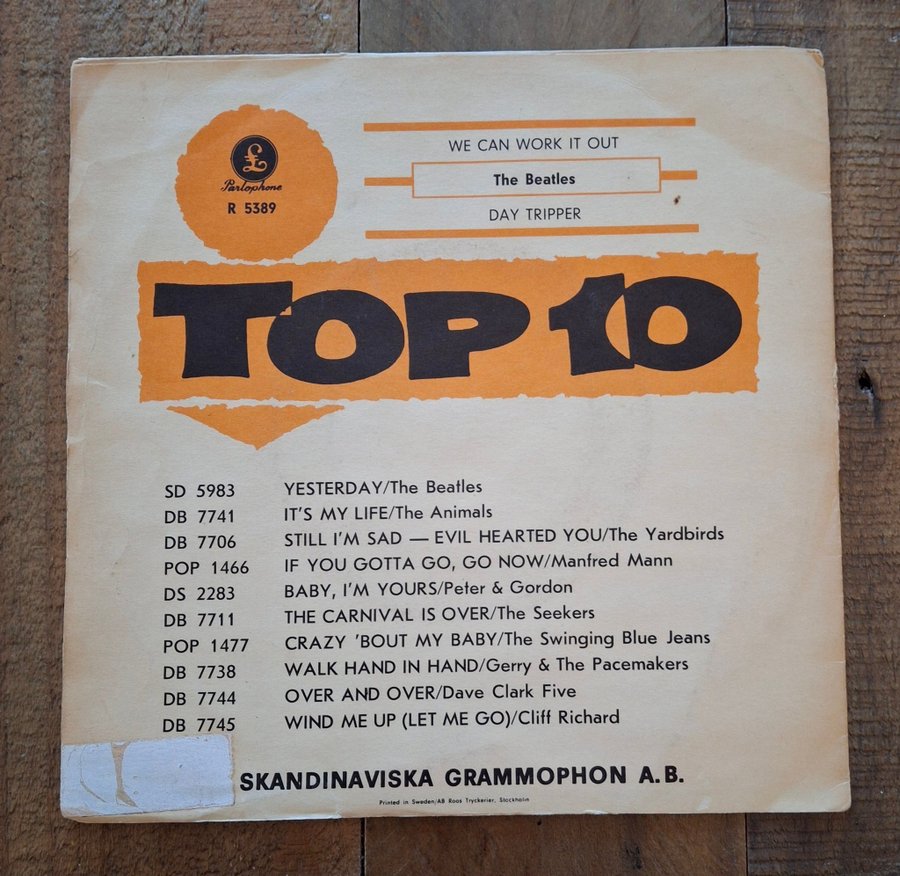 £
Parlophone
R 5389
WE CAN WORK IT OUT
The Beatles
DAY TRIPPER
TOP 10
SD 5983 YESTERDAY/The Beatles
DB 7741 IT'S MY LIFE/The Animals
DB 7706 STILL I'M SAD — EVIL HEARTED YOU/The Yardbirds
POP 1466 IF YOU GOTTA GO, GO NOW/Manfred Mann
DS 2283 BABY, I'M YOURS/Peter & Gordon
DB 7711 THE CARNIVAL IS OVER/The Seekers
POP 1477 CRAZY 'BOUT MY BABY/The Swinging Blue Jeans
DB 7738 WALK HAND IN HAND/Gerry & The Pacemakers
DB 7744 OVER AND OVER/Dave Clark Five
DB 7745 WIND ME UP (LET ME GO)/Cliff Richard
SKANDINAVISKA GRAMMOPHON A.B.
Printed in Sweden/AB Roos Tryckerier, Stockholm